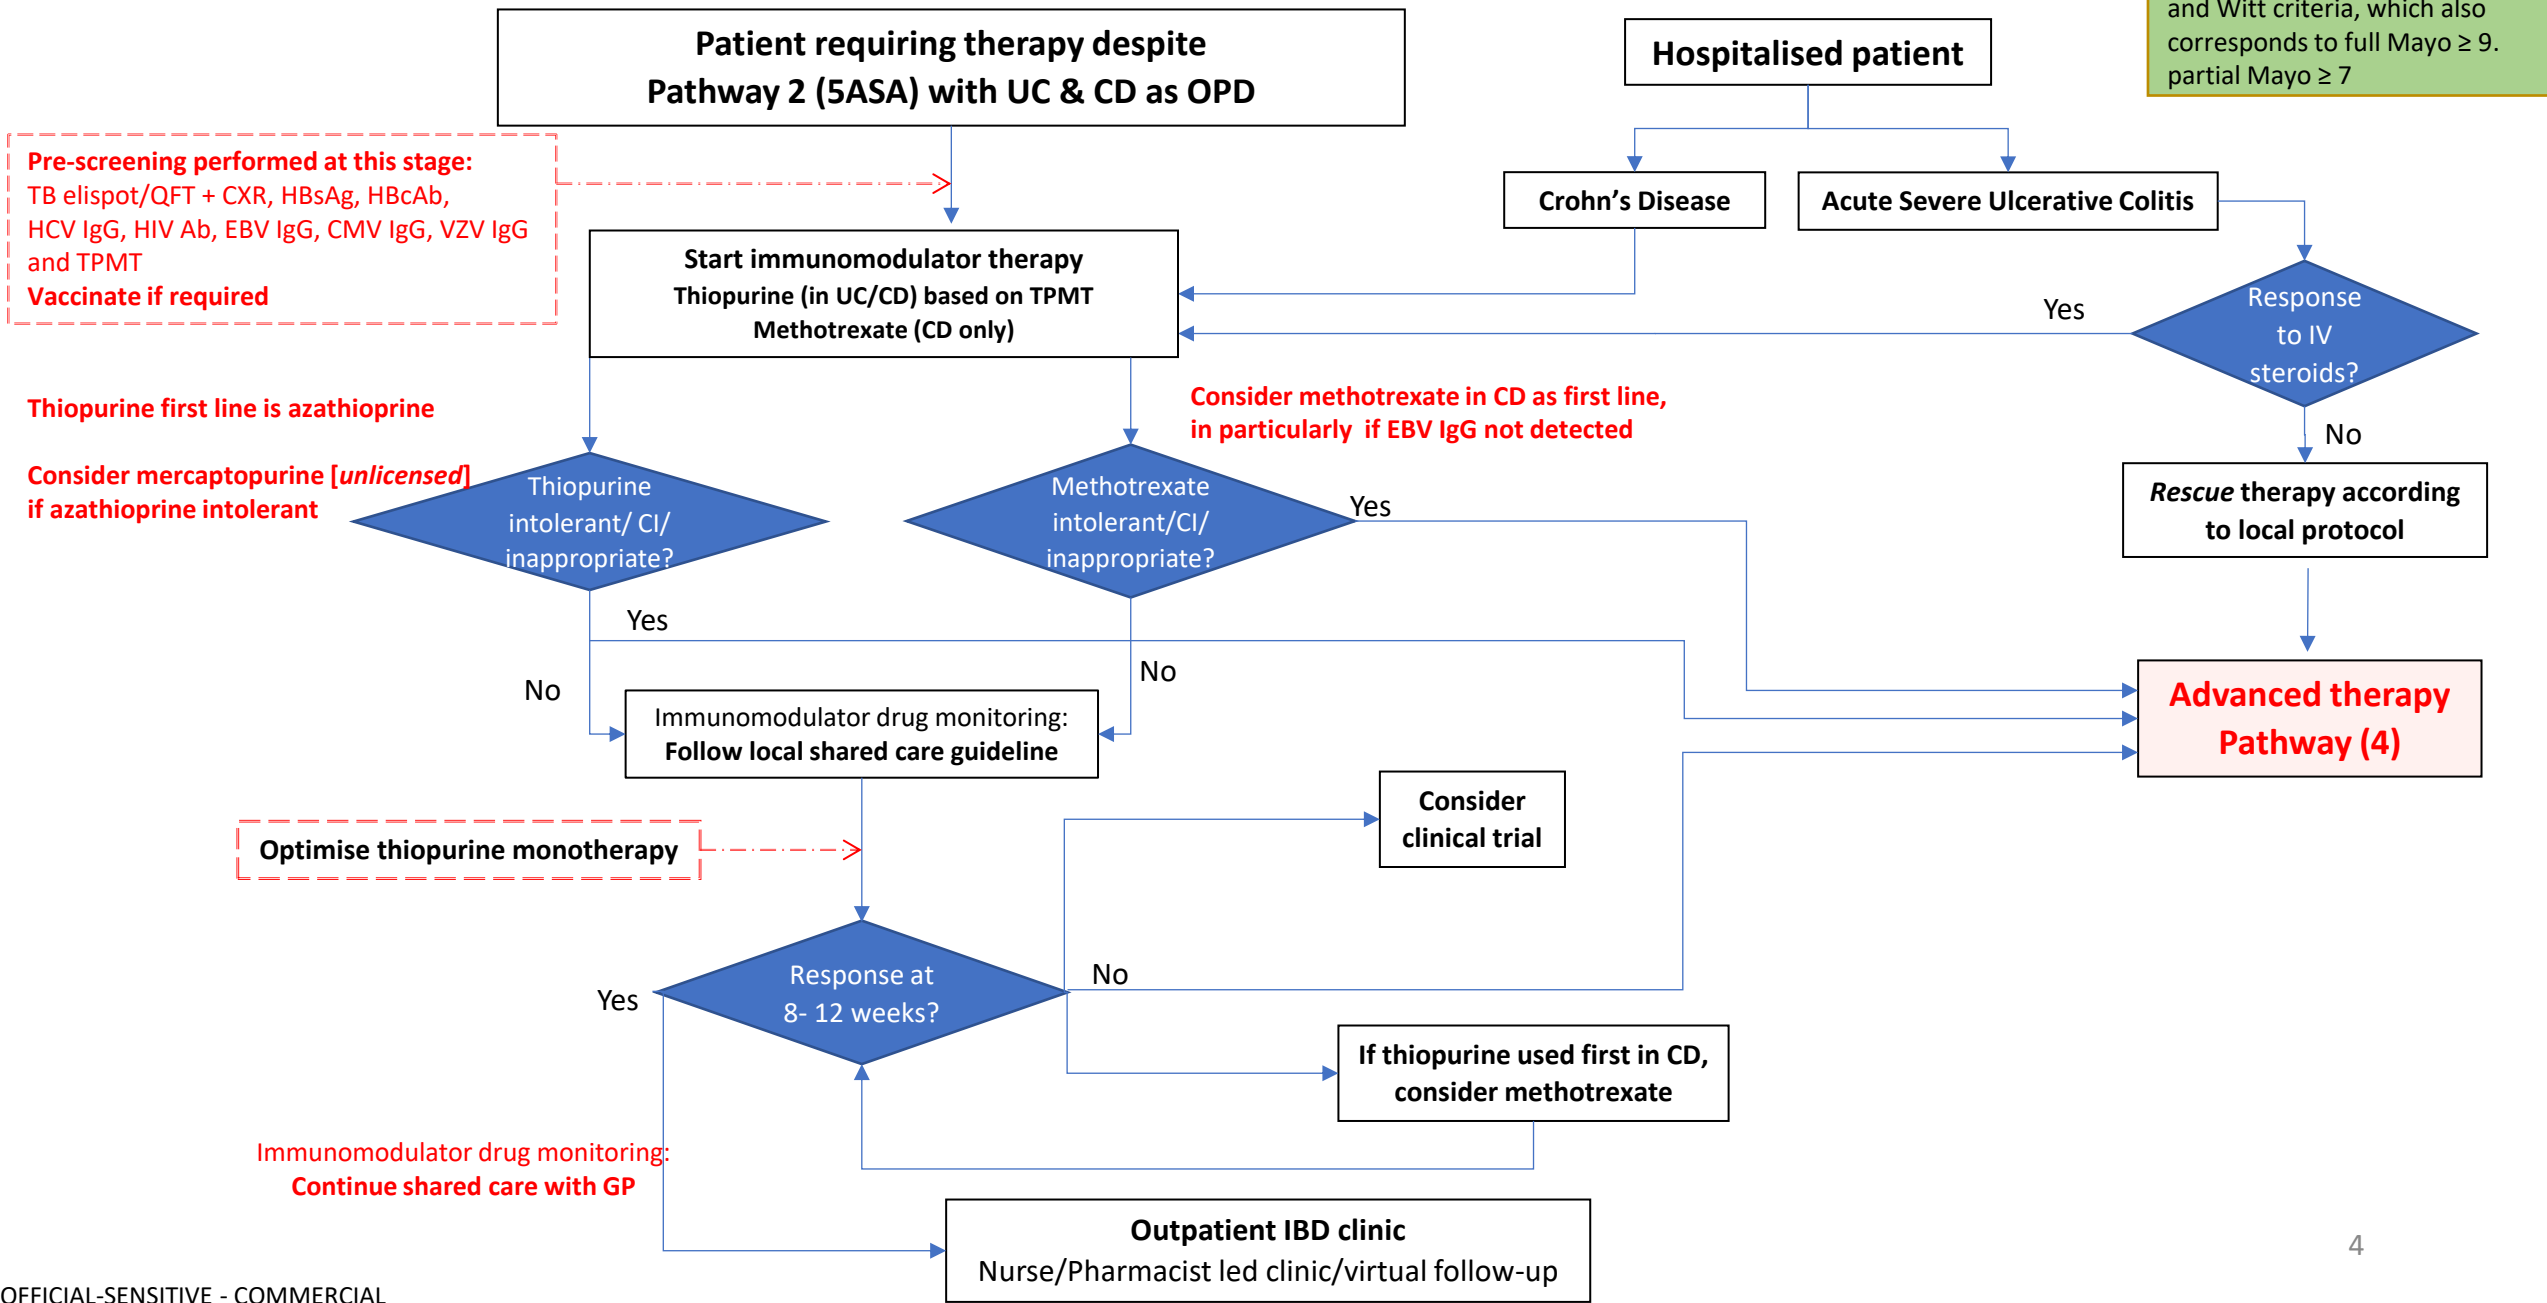 Patient requiring therapy despite
Pathway 2 (5ASA) with UC & CD as OPD
Hospitalised patient
and Witt criteria, which also
corresponds to full Mayo ≥ 9.
partial Mayo ≥ 7
Pre-screening performed at this stage:
TB elispot/QFT + CXR, HBsAg, HBcAb,
HCV IgG, HIV Ab, EBV IgG, CMV IgG, VZV IgG
and TPMT
Vaccinate if required
Crohn's Disease
Acute Severe Ulcerative Colitis
Start immunomodulator therapy
Thiopurine (in UC/CD) based on TPMT
Methotrexate (CD only)
Yes
Response
to IV
steroids?
No
Thiopurine first line is azathioprine
Consider mercaptopurine [unlicensed]
if azathioprine intolerant
Consider methotrexate in CD as first line,
in particularly  if EBV IgG not detected
Thiopurine
intolerant/ CI/
inappropriate?
Methotrexate
intolerant/CI/
inappropriate?
Yes
Rescue therapy according
to local protocol
Yes
No
No
Immunomodulator drug monitoring:
Follow local shared care guideline
Advanced therapy
Pathway (4)
Optimise thiopurine monotherapy
Consider
clinical trial
Yes
Response at
8- 12 weeks?
No
If thiopurine used first in CD,
consider methotrexate
Immunomodulator drug monitoring:
Continue shared care with GP
Outpatient IBD clinic
Nurse/Pharmacist led clinic/virtual follow-up
4
OFFICIAL-SENSITIVE - COMMERCIAL